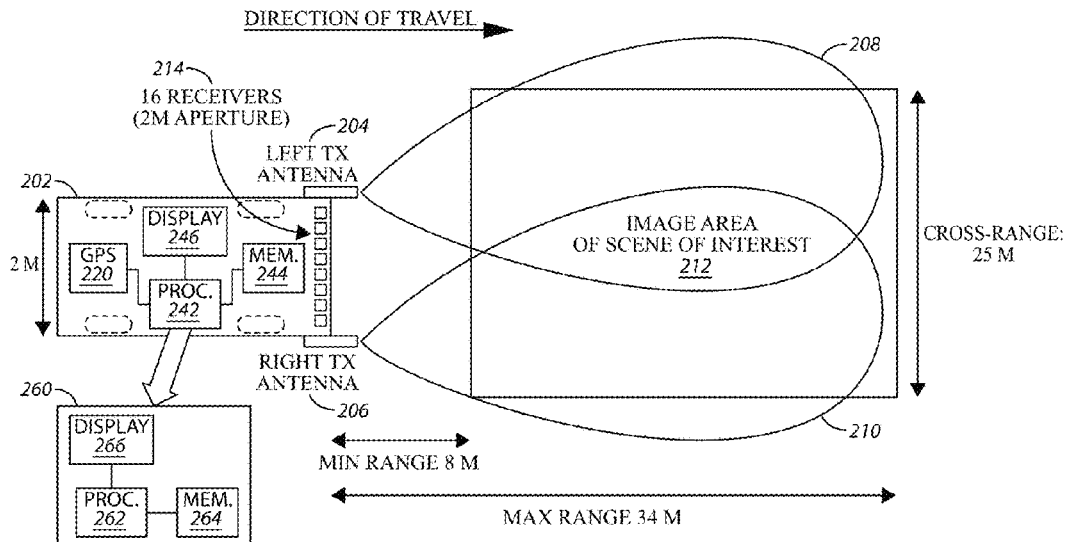 DIRECTION OF TRAVEL
208
214
16 RECEIVERS
(2M APERTURE)
204
LEFT TX
ANTENNA
202
DISPLAY
246
GPS
220
MEM.
244
PROC.
242
2 M
IMAGE AREA
OF SCENE OF INTEREST
212
CROSS-RANGE:
25 M
RIGHT TX
ANTENNA
206
210
260
DISPLAY
266
PROC.
262
MEM.
264
MIN RANGE 8 M
MAX RANGE 34 M